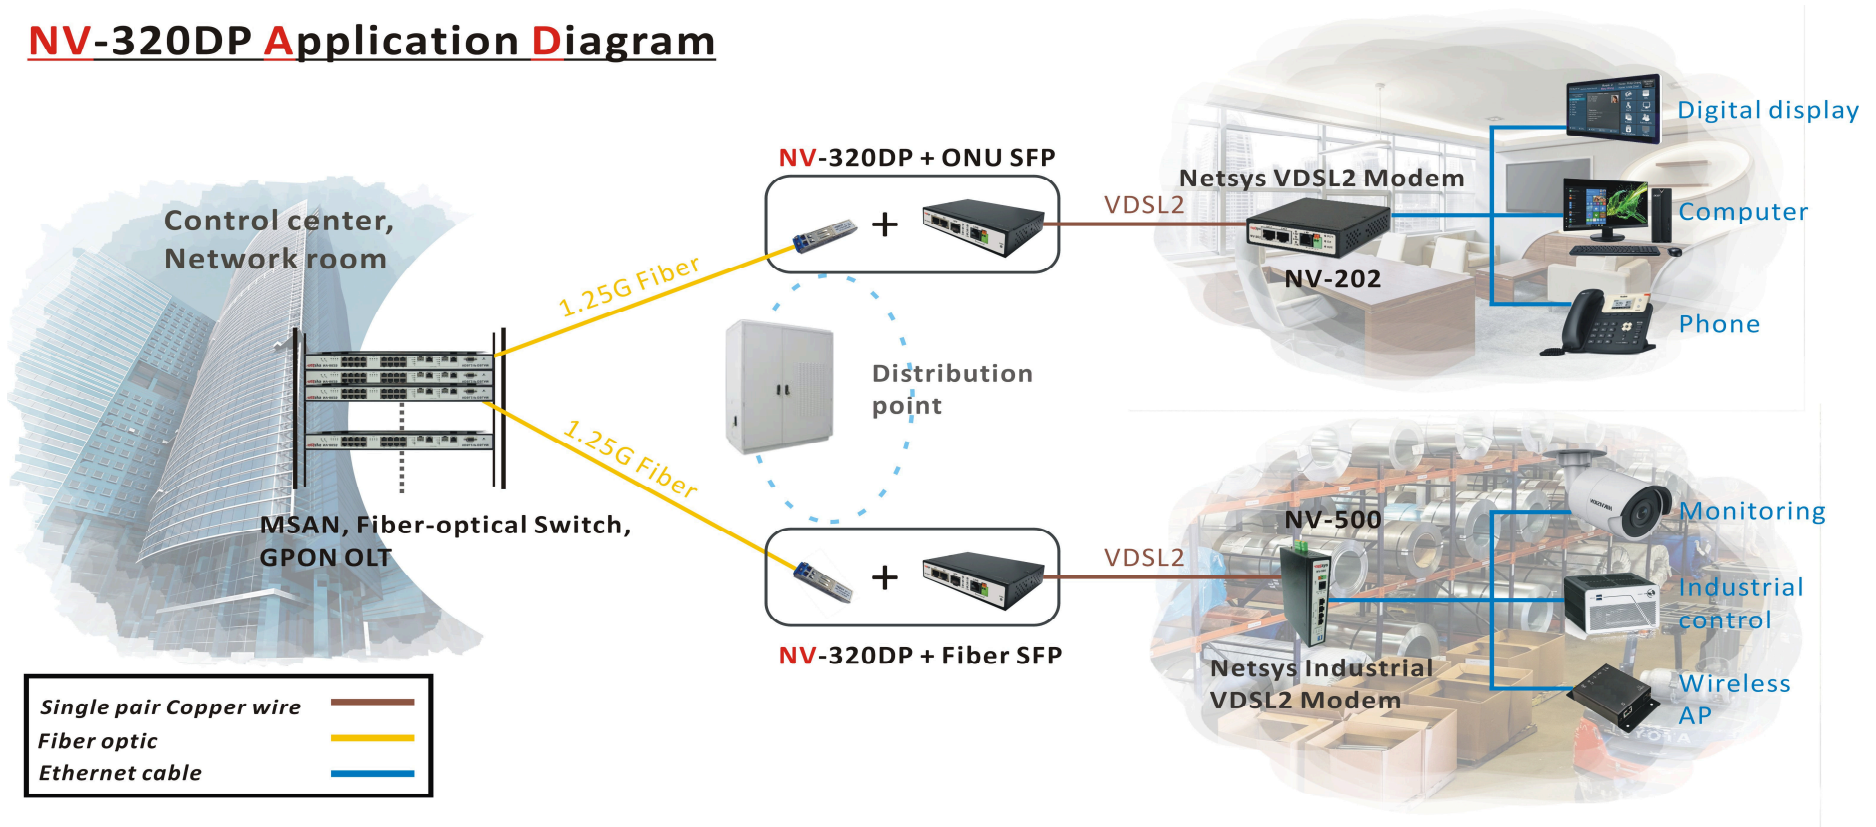 NV-320DP Application Diagram
Control center,
Network room
MSAN, Fiber-optical Switch,
GPON OLT
1.25G Fiber
1.25G Fiber
NV-320DP + ONU SFP
Distribution
point
NV-320DP + Fiber SFP
VDSL2
VDSL2
Netsys VDSL2 Modem
NV-202
Digital display
Computer
Phone
NV-500
Netsys Industrial
VDSL2 Modem
Monitoring
Industrial
control
Wireless
AP
Single pair Copper wire
Fiber optic
Ethernet cable